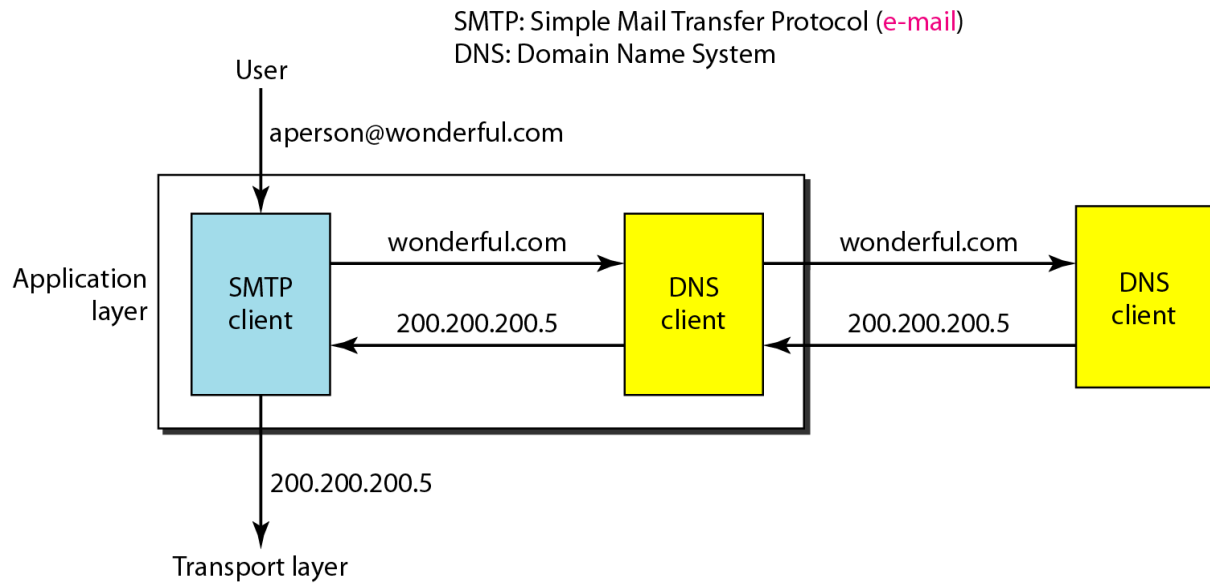 SMTP: Simple Mail Transfer Protocol (e-mail)
DNS: Domain Name System
User
aperson@wonderful.com
Application
layer
SMTP
client
wonderful.com
200.200.200.5
DNS
client
wonderful.com
200.200.200.5
DNS
client
200.200.200.5
Transport layer